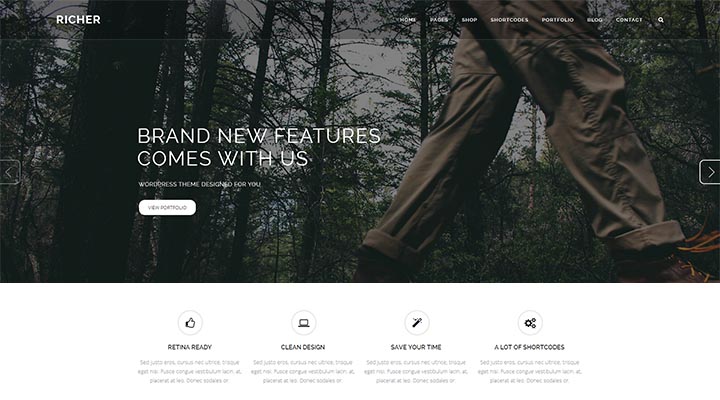 RICHER
HOME PAGES SHOP SHORTCODES PORTFOLIO BLOG CONTACT
BRAND NEW FEATURES
COMES WITH US
WORDPRESS THEME DESIGNED FOR YOU
VIEW PORTFOLIO
RETINA READY
Sed justo eros, cursus nec ultrice, trisque
eget nisi. Fusce congue vestibulum lacin, at,
placerat at leo. Donec sodales or.
CLEAN DESIGN
Sed justo eros, cursus nec ultrice, trisque
eget nisi. Fusce congue vestibulum lacin, at,
placerat at leo. Donec sodales or.
SAVE YOUR TIME
Sed justo eros, cursus nec ultrice, trisque
eget nisi. Fusce congue vestibulum lacin, at,
placerat at leo. Donec sodales or.
A LOT OF SHORTCODES
Sed justo eros, cursus nec ultrice, trisque
eget nisi. Fusce congue vestibulum lacin, at,
placerat at leo. Donec sodales or.